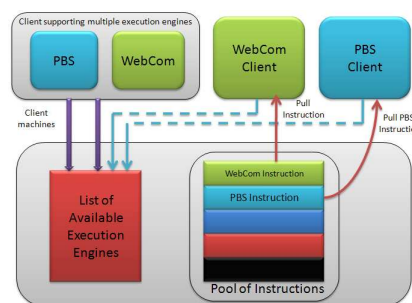 Client supporting multiple execution engines
PBS
WebCom
WebCom
Client
PBS
Client
Client
machines
Pull
Instruction
Pull PBS
Instruction
List of
Available
Execution
Engines
WebCom Instruction
PBS Instruction
Pool of Instructions